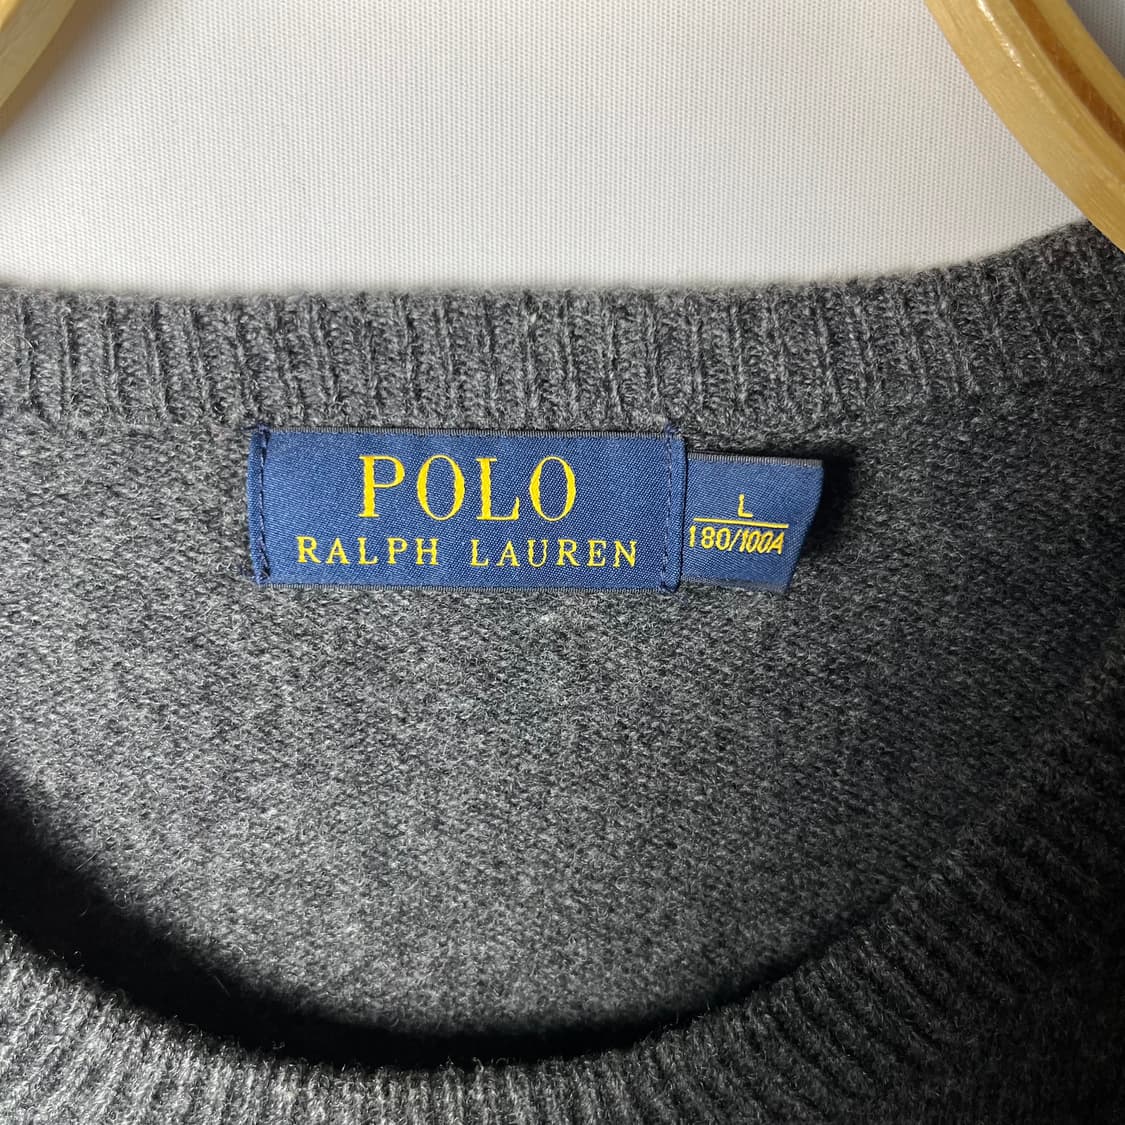 POLO
RALPH LAUREN
L
180/100A